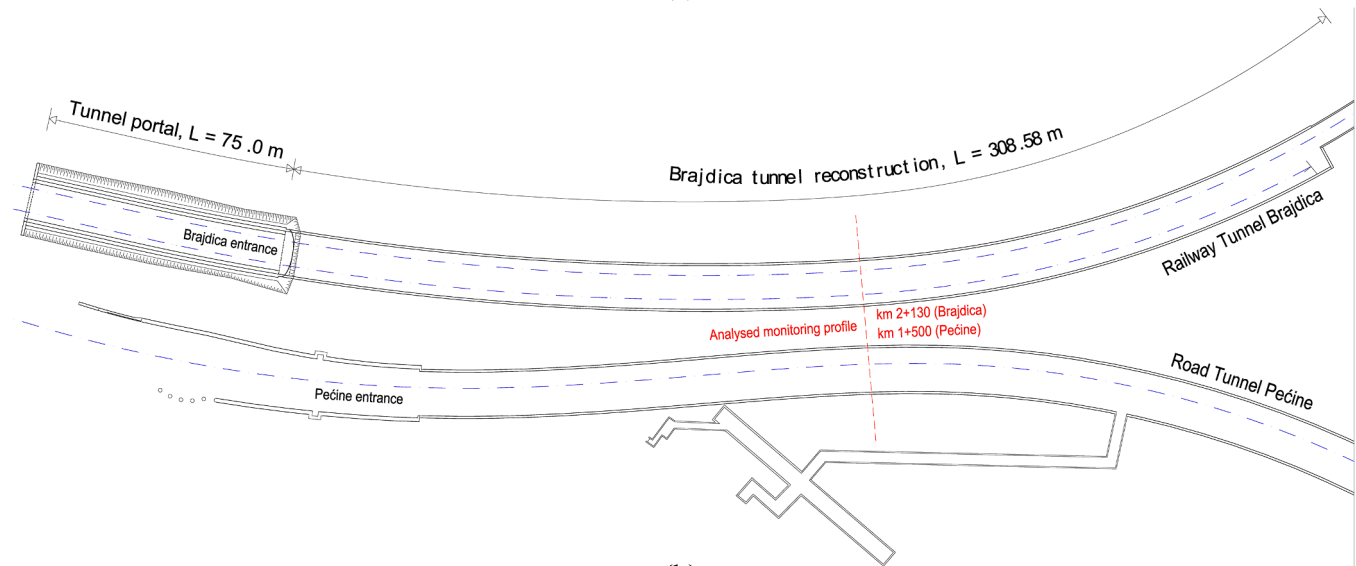 Tunnel portal, L = 75.0 m
Brajdica tunnel reconstruction, L = 308.58 m
Brajdica entrance
Railway Tunnel Brajdica
Analysed monitoring profile
km 2+130 (Brajdica)
km 1+500 (Pećine)
Road Tunnel Pećine
Pećine entrance